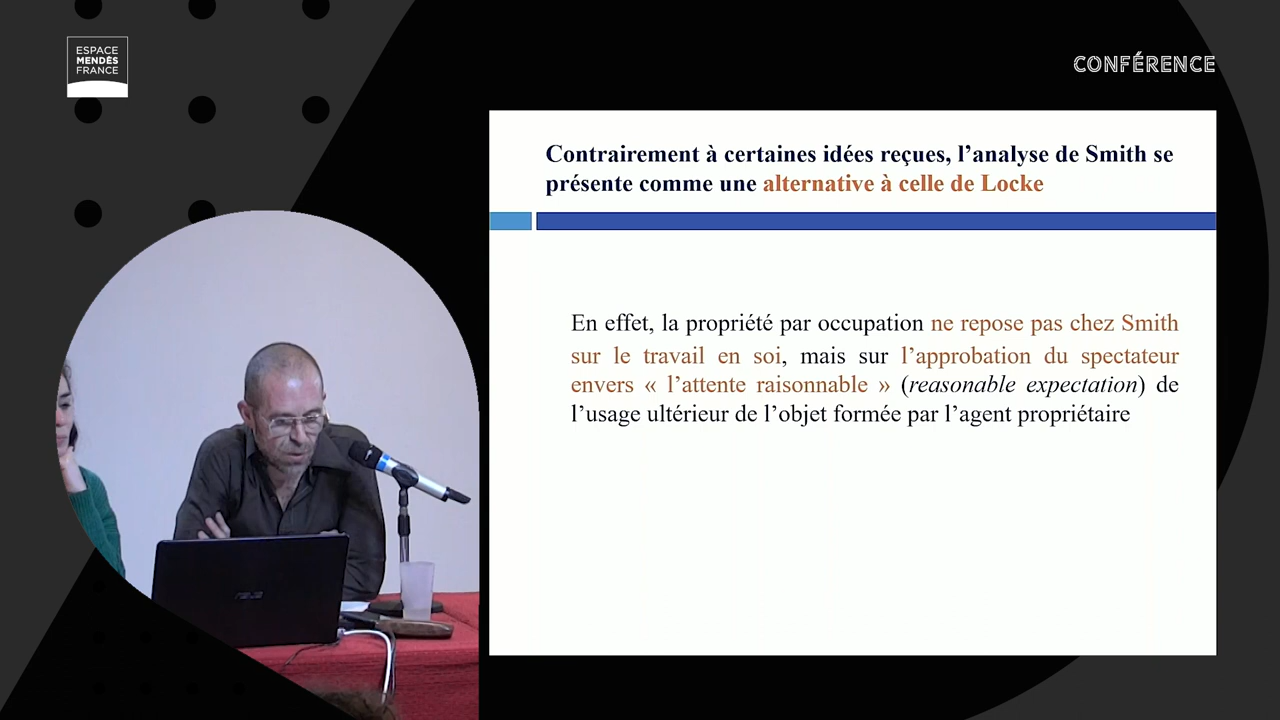 ESPACE
MENDÈS
FRANCE
CONFÉRENCE
Contrairement à certaines idées reçues, l’analyse de Smith se
présente comme une alternative à celle de Locke
En effet, la propriété par occupation ne repose pas chez Smith
sur le travail en soi, mais sur l’approbation du spectateur
envers « l’attente raisonnable » (reasonable expectation) de
l’usage ultérieur de l’objet formée par l’agent propriétaire
ASUS